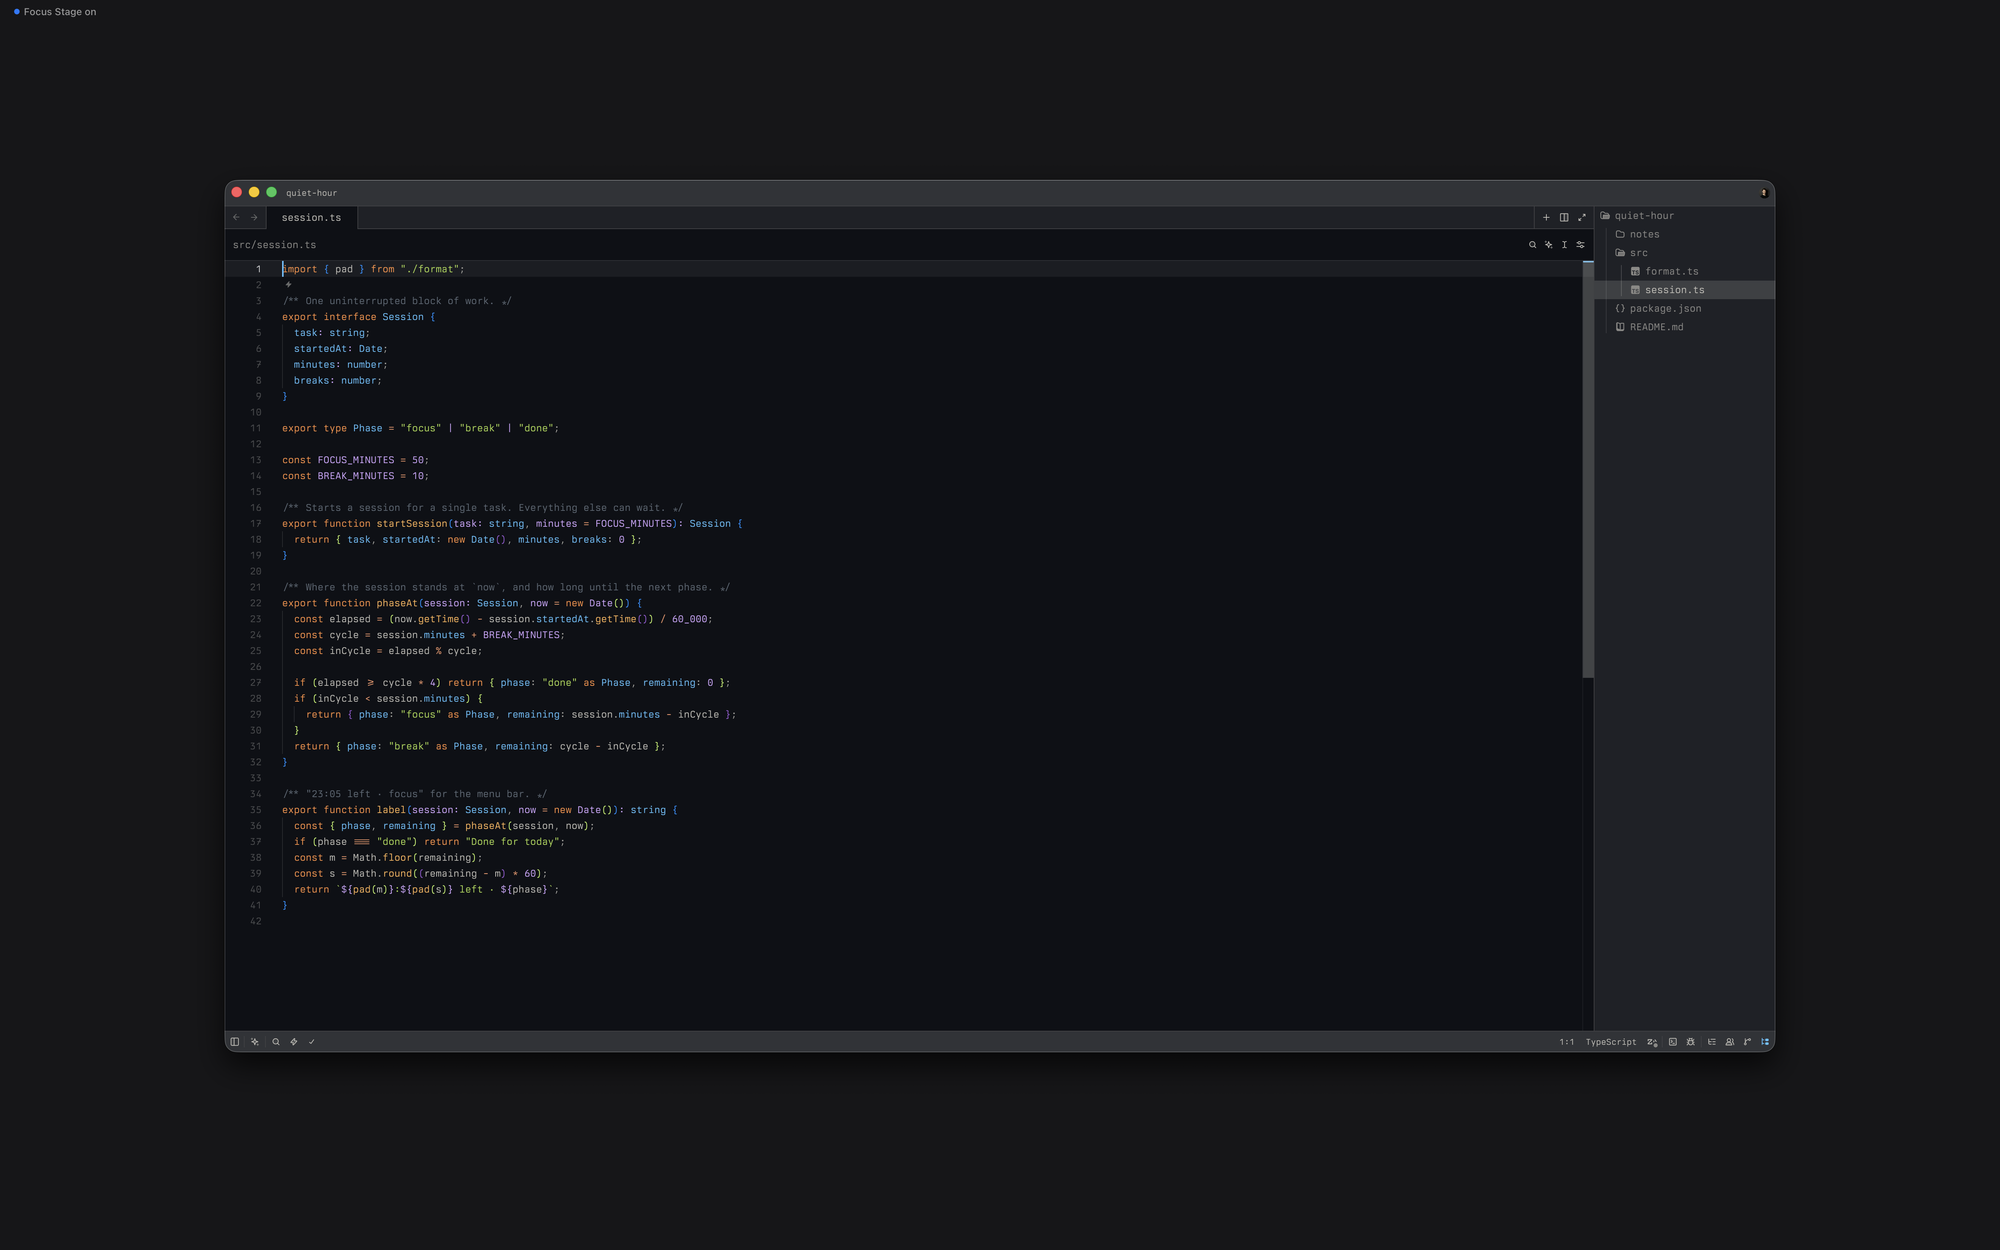 Focus Stage on
quiet-hour
session.ts
src/session.ts
1 import { pad } from "./format";
2
3 /** One uninterrupted block of work. */
4 export interface Session {
5   task: string;
6   startedAt: Date;
7   minutes: number;
8   breaks: number;
9 }
10
11 export type Phase = "focus" | "break" | "done";
12
13 const FOCUS_MINUTES = 50;
14 const BREAK_MINUTES = 10;
15
16 /** Starts a session for a single task. Everything else can wait. */
17 export function startSession(task: string, minutes = FOCUS_MINUTES): Session {
18   return { task, startedAt: new Date(), minutes, breaks: 0 };
19 }
20
21 /** Where the session stands at `now`, and how long until the next phase. */
22 export function phaseAt(session: Session, now = new Date()) {
23   const elapsed = (now.getTime() - session.startedAt.getTime()) / 60_000;
24   const cycle = session.minutes + BREAK_MINUTES;
25   const inCycle = elapsed % cycle;
26
27   if (elapsed >= cycle * 4) return { phase: "done" as Phase, remaining: 0 };
28   if (inCycle < session.minutes) {
29     return { phase: "focus" as Phase, remaining: session.minutes - inCycle };
30   }
31   return { phase: "break" as Phase, remaining: cycle - inCycle };
32 }
33
34 /** "23:05 left · focus" for the menu bar. */
35 export function label(session: Session, now = new Date()): string {
36   const { phase, remaining } = phaseAt(session, now);
37   if (phase === "done") return "Done for today";
38   const m = Math.floor(remaining);
39   const s = Math.round((remaining - m) * 60);
40   return `${pad(m)}:${pad(s)} left · ${phase}`;
41 }
42
quiet-hour
notes
src
format.ts
session.ts
package.json
README.md
1:1 TypeScript